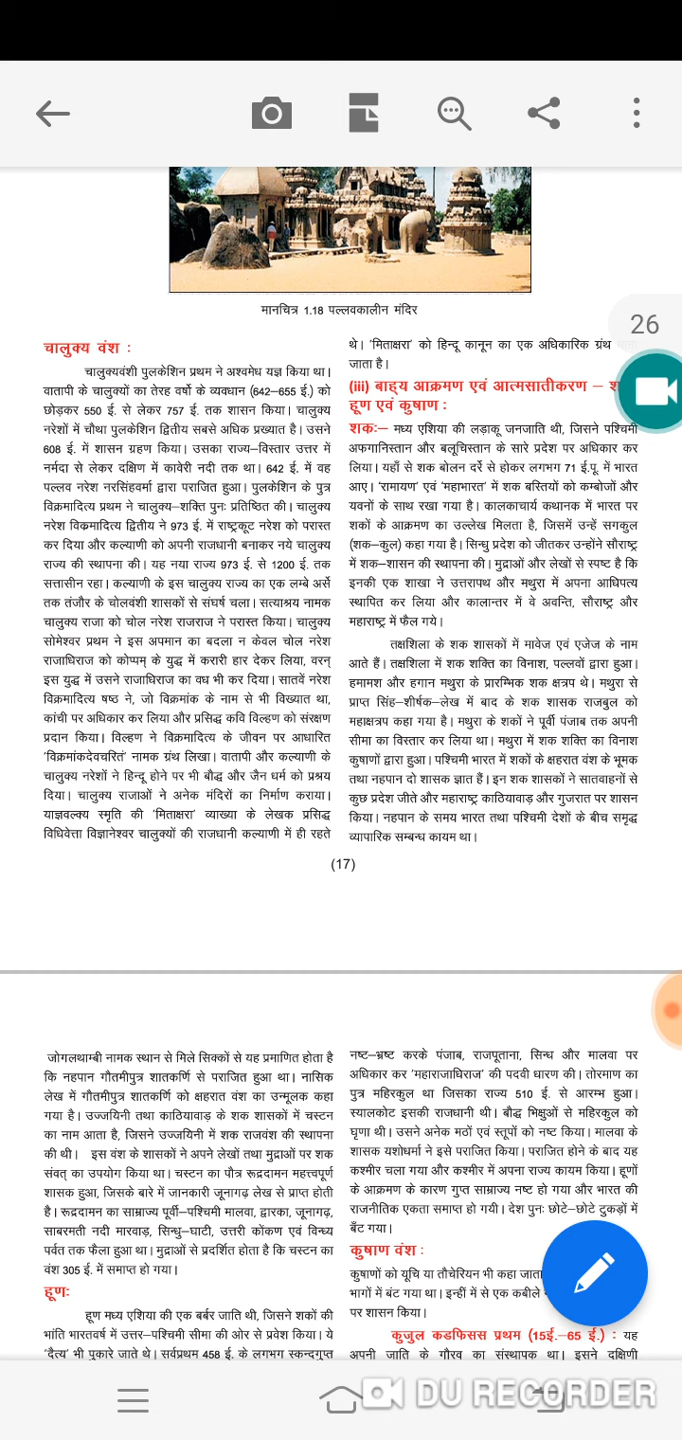 मानचित्र 1.18 पल्लवकालीन मंदिर
26
चालुक्य वंश :
चालुक्यवंशी पुलकेशिन प्रथम ने अश्वमेध यज्ञ किया था।
वातापी के चालुक्यों का तेरह वर्षो के व्यवधान (642–655 ई.) को
छोड़कर 550 ई. से लेकर 757 ई. तक शासन किया। चालुक्य
नरेशों में चौथा पुलकेशिन द्वितीय सबसे अधिक प्रख्यात है। उसने
608 ई. में शासन ग्रहण किया। उसका राज्य–विस्तार उत्तर में
नर्मदा से लेकर दक्षिण में कावेरी नदी तक था। 642 ई. में वह
पल्लव नरेश नरसिंहवर्मा द्वारा पराजित हुआ। पुलकेशिन के पुत्र
विक्रमादित्य प्रथम ने चालुक्य–शक्ति पुनः प्रतिष्ठित की। चालुक्य
नरेश विक्रमादित्य द्वितीय ने 973 ई. में राष्ट्रकूट नरेश को परास्त
कर दिया और कल्याणी को अपनी राजधानी बनाकर नये चालुक्य
राज्य की स्थापना की। यह नया राज्य 973 ई. से 1200 ई. तक
सत्तासीन रहा। कल्याणी के इस चालुक्य राज्य का एक लम्बे अर्से
तक तंजौर के चोलवंशी शासकों से संघर्ष चला। सत्याश्रय नामक
चालुक्य राजा को चोल नरेश राजराज ने परास्त किया। चालुक्य
सोमेश्वर प्रथम ने इस अपमान का बदला न केवल चोल नरेश
राजाधिराज को कोप्पम् के युद्ध में करारी हार देकर लिया, वरन्
इस युद्ध में उसने राजाधिराज का वध भी कर दिया। सातवें नरेश
विक्रमादित्य षष्ठ ने, जो विक्रमांक के नाम से भी विख्यात था,
कांची पर अधिकार कर लिया और प्रसिद्ध कवि विल्हण को संरक्षण
प्रदान किया। विल्हण ने विक्रमादित्य के जीवन पर आधारित
'विक्रमांकदेवचरित' नामक ग्रंथ लिखा। वातापी और कल्याणी के
चालुक्य नरेशों ने हिन्दू होने पर भी बौद्ध और जैन धर्म को प्रश्रय
दिया। चालुक्य राजाओं ने अनेक मंदिरों का निर्माण कराया।
याज्ञवल्क्य स्मृति की 'मिताक्षरा' व्याख्या के लेखक प्रसिद्ध
विधिवेत्ता विज्ञानेश्वर चालुक्यों की राजधानी कल्याणी में ही रहते
थे। 'मिताक्षरा' को हिन्दू कानून का एक अधिकारिक ग्रंथ
जाता है।
(iii) बाह्य आक्रमण एवं आत्मसातीकरण –
हूण एवं कुषाण :
शकः– मध्य एशिया की लड़ाकू जनजाति थी, जिसने पश्चिमी
अफगानिस्तान और बलूचिस्तान के सारे प्रदेश पर अधिकार कर
लिया। यहाँ से शक बोलन दर्रे से होकर लगभग 71 ई.पू. में भारत
आए। 'रामायण' एवं 'महाभारत' में शक बस्तियों को कम्बोजों और
यवनों के साथ रखा गया है। कालकाचार्य कथानक में भारत पर
शकों के आक्रमण का उल्लेख मिलता है, जिसमें उन्हें सगकुल
(शक–कुल) कहा गया है। सिन्धु प्रदेश को जीतकर उन्होंने सौराष्ट्र
में शक–शासन की स्थापना की। मुद्राओं और लेखों से स्पष्ट है कि
इनकी एक शाखा ने उत्तरापथ और मथुरा में अपना आधिपत्य
स्थापित कर लिया और कालान्तर में वे अवन्ति, सौराष्ट्र और
महाराष्ट्र में फैल गये।
तक्षशिला के शक शासकों में मावेज एवं एजेज के नाम
आते हैं। तक्षशिला में शक शक्ति का विनाश, पल्लवों द्वारा हुआ।
हमामश और हगान मथुरा के प्रारम्भिक शक क्षत्रप थे। मथुरा से
प्राप्त सिंह–शीर्षक–लेख में बाद के शक शासक राजबुल को
महाक्षत्रप कहा गया है। मथुरा के शकों ने पूर्वी पंजाब तक अपनी
सीमा का विस्तार कर लिया था। मथुरा में शक शक्ति का विनाश
कुषाणों द्वारा हुआ। पश्चिमी भारत में शकों के क्षहरात वंश के भूमक
तथा नहपान दो शासक ज्ञात हैं। इन शक शासकों ने सातवाहनों से
कुछ प्रदेश जीते और महाराष्ट्र काठियावाड़ और गुजरात पर शासन
किया। नहपान के समय भारत तथा पश्चिमी देशों के बीच समृद्ध
व्यापारिक सम्बन्ध कायम था।
(17)
जोगलथाम्बी नामक स्थान से मिले सिक्कों से यह प्रमाणित होता है
कि नहपान गौतमीपुत्र शातकर्णि से पराजित हुआ था। नासिक
लेख में गौतमीपुत्र शातकर्णि को क्षहरात वंश का उन्मूलक कहा
गया है। उज्जयिनी तथा काठियावाड़ के शक शासकों में चस्टन
का नाम आता है, जिसने उज्जयिनी में शक राजवंश की स्थापना
की थी। इस वंश के शासकों ने अपने लेखों तथा मुद्राओं पर शक
संवत् का उपयोग किया था। चस्टन का पौत्र रूद्रदामन महत्त्वपूर्ण
शासक हुआ, जिसके बारे में जानकारी जूनागढ़ लेख से प्राप्त होती
है। रूद्रदामन का साम्राज्य पूर्वी–पश्चिमी मालवा, द्वारका, जूनागढ़,
साबरमती नदी मारवाड़, सिन्धु–घाटी, उत्तरी कोंकण एवं विन्ध्य
पर्वत तक फैला हुआ था। मुद्राओं से प्रदर्शित होता है कि चस्टन का
वंश 305 ई. में समाप्त हो गया।
हूणः
हूण मध्य एशिया की एक बर्बर जाति थी, जिसने शकों की
भांति भारतवर्ष में उत्तर–पश्चिमी सीमा की ओर से प्रवेश किया। ये
'दैत्य' भी पुकारे जाते थे। सर्वप्रथम 458 ई. के लगभग स्कन्दगुप्त
नष्ट–भ्रष्ट करके पंजाब, राजपूताना, सिन्ध और मालवा पर
अधिकार कर 'महाराजाधिराज' की पदवी धारण की। तोरमाण का
पुत्र महिरकुल था जिसका राज्य 510 ई. से आरम्भ हुआ।
स्यालकोट इसकी राजधानी थी। बौद्ध भिक्षुओं से महिरकुल को
घृणा थी। उसने अनेक मठों एवं स्तूपों को नष्ट किया। मालवा के
शासक यशोधर्मा ने इसे पराजित किया। पराजित होने के बाद यह
कश्मीर चला गया और कश्मीर में अपना राज्य कायम किया। हूणों
के आक्रमण के कारण गुप्त साम्राज्य नष्ट हो गया और भारत की
राजनीतिक एकता समाप्त हो गयी। देश पुनः छोटे–छोटे टुकड़ों में
बँट गया।
कुषाण वंश :
कुषाणों को यूचि या तौचेरियन भी कहा जाता
भागों में बंट गया था। इन्हीं में से एक कबीले
पर शासन किया।
कुजुल कडफिसस प्रथम (15ई.–65 ई.) : यह
अपनी जाति के गौरव का संस्थापक था। इसने दक्षिणी
DU RECORDER